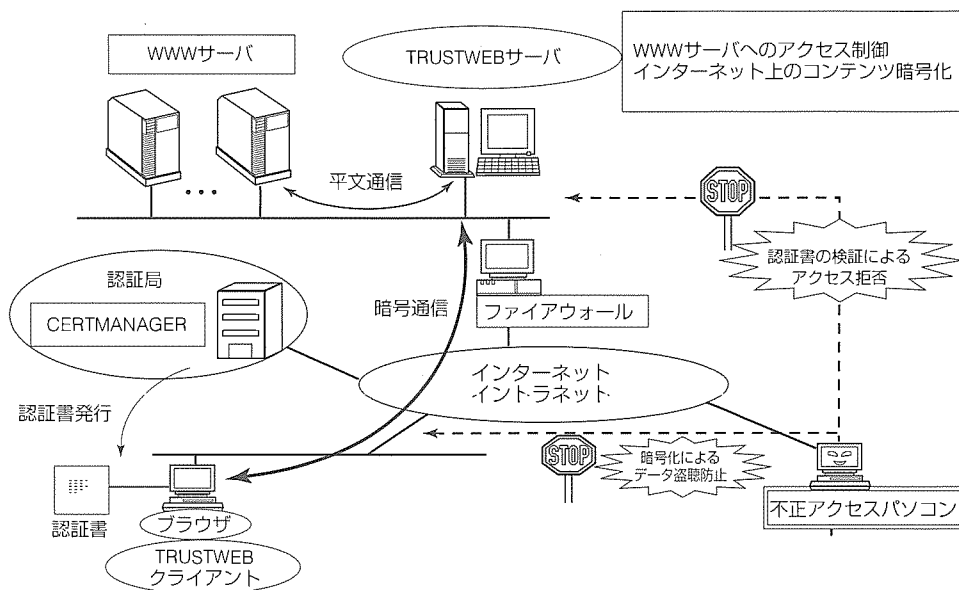 WWWサーバ
TRUSTWEBサーバ
WWWサーバへのアクセス制御
インターネット上のコンテンツ暗号化
平文通信
STOP
認証書の検証による
アクセス拒否
認証局
CERTMANAGER
暗号通信
ファイアウォール
インターネット
イントラネット
認証書発行
STOP
暗号化による
データ盗聴防止
不正アクセスパソコン
認証書
ブラウザ
TRUSTWEB
クライアント